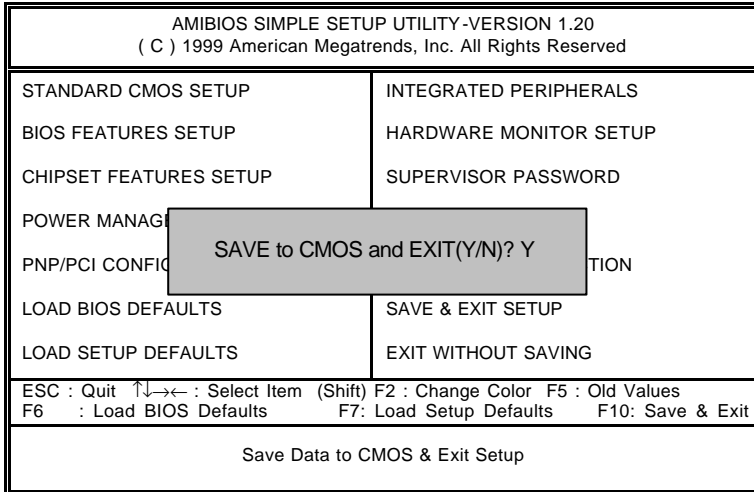 AMIBIOS SIMPLE SETUP UTILITY-VERSION 1.20
( C ) 1999 American Megatrends, Inc. All Rights Reserved
STANDARD CMOS SETUP
BIOS FEATURES SETUP
CHIPSET FEATURES SETUP
POWER MANAG
PNP/PCI CONFIG
LOAD BIOS DEFAULTS
LOAD SETUP DEFAULTS
INTEGRATED PERIPHERALS
HARDWARE MONITOR SETUP
SUPERVISOR PASSWORD
TION
SAVE & EXIT SETUP
EXIT WITHOUT SAVING
SAVE to CMOS and EXIT(Y/N)? Y
ESC : Quit ↑↓→← : Select Item (Shift) F2 : Change Color F5 : Old Values
F6 : Load BIOS Defaults F7: Load Setup Defaults F10: Save & Exit
Save Data to CMOS & Exit Setup